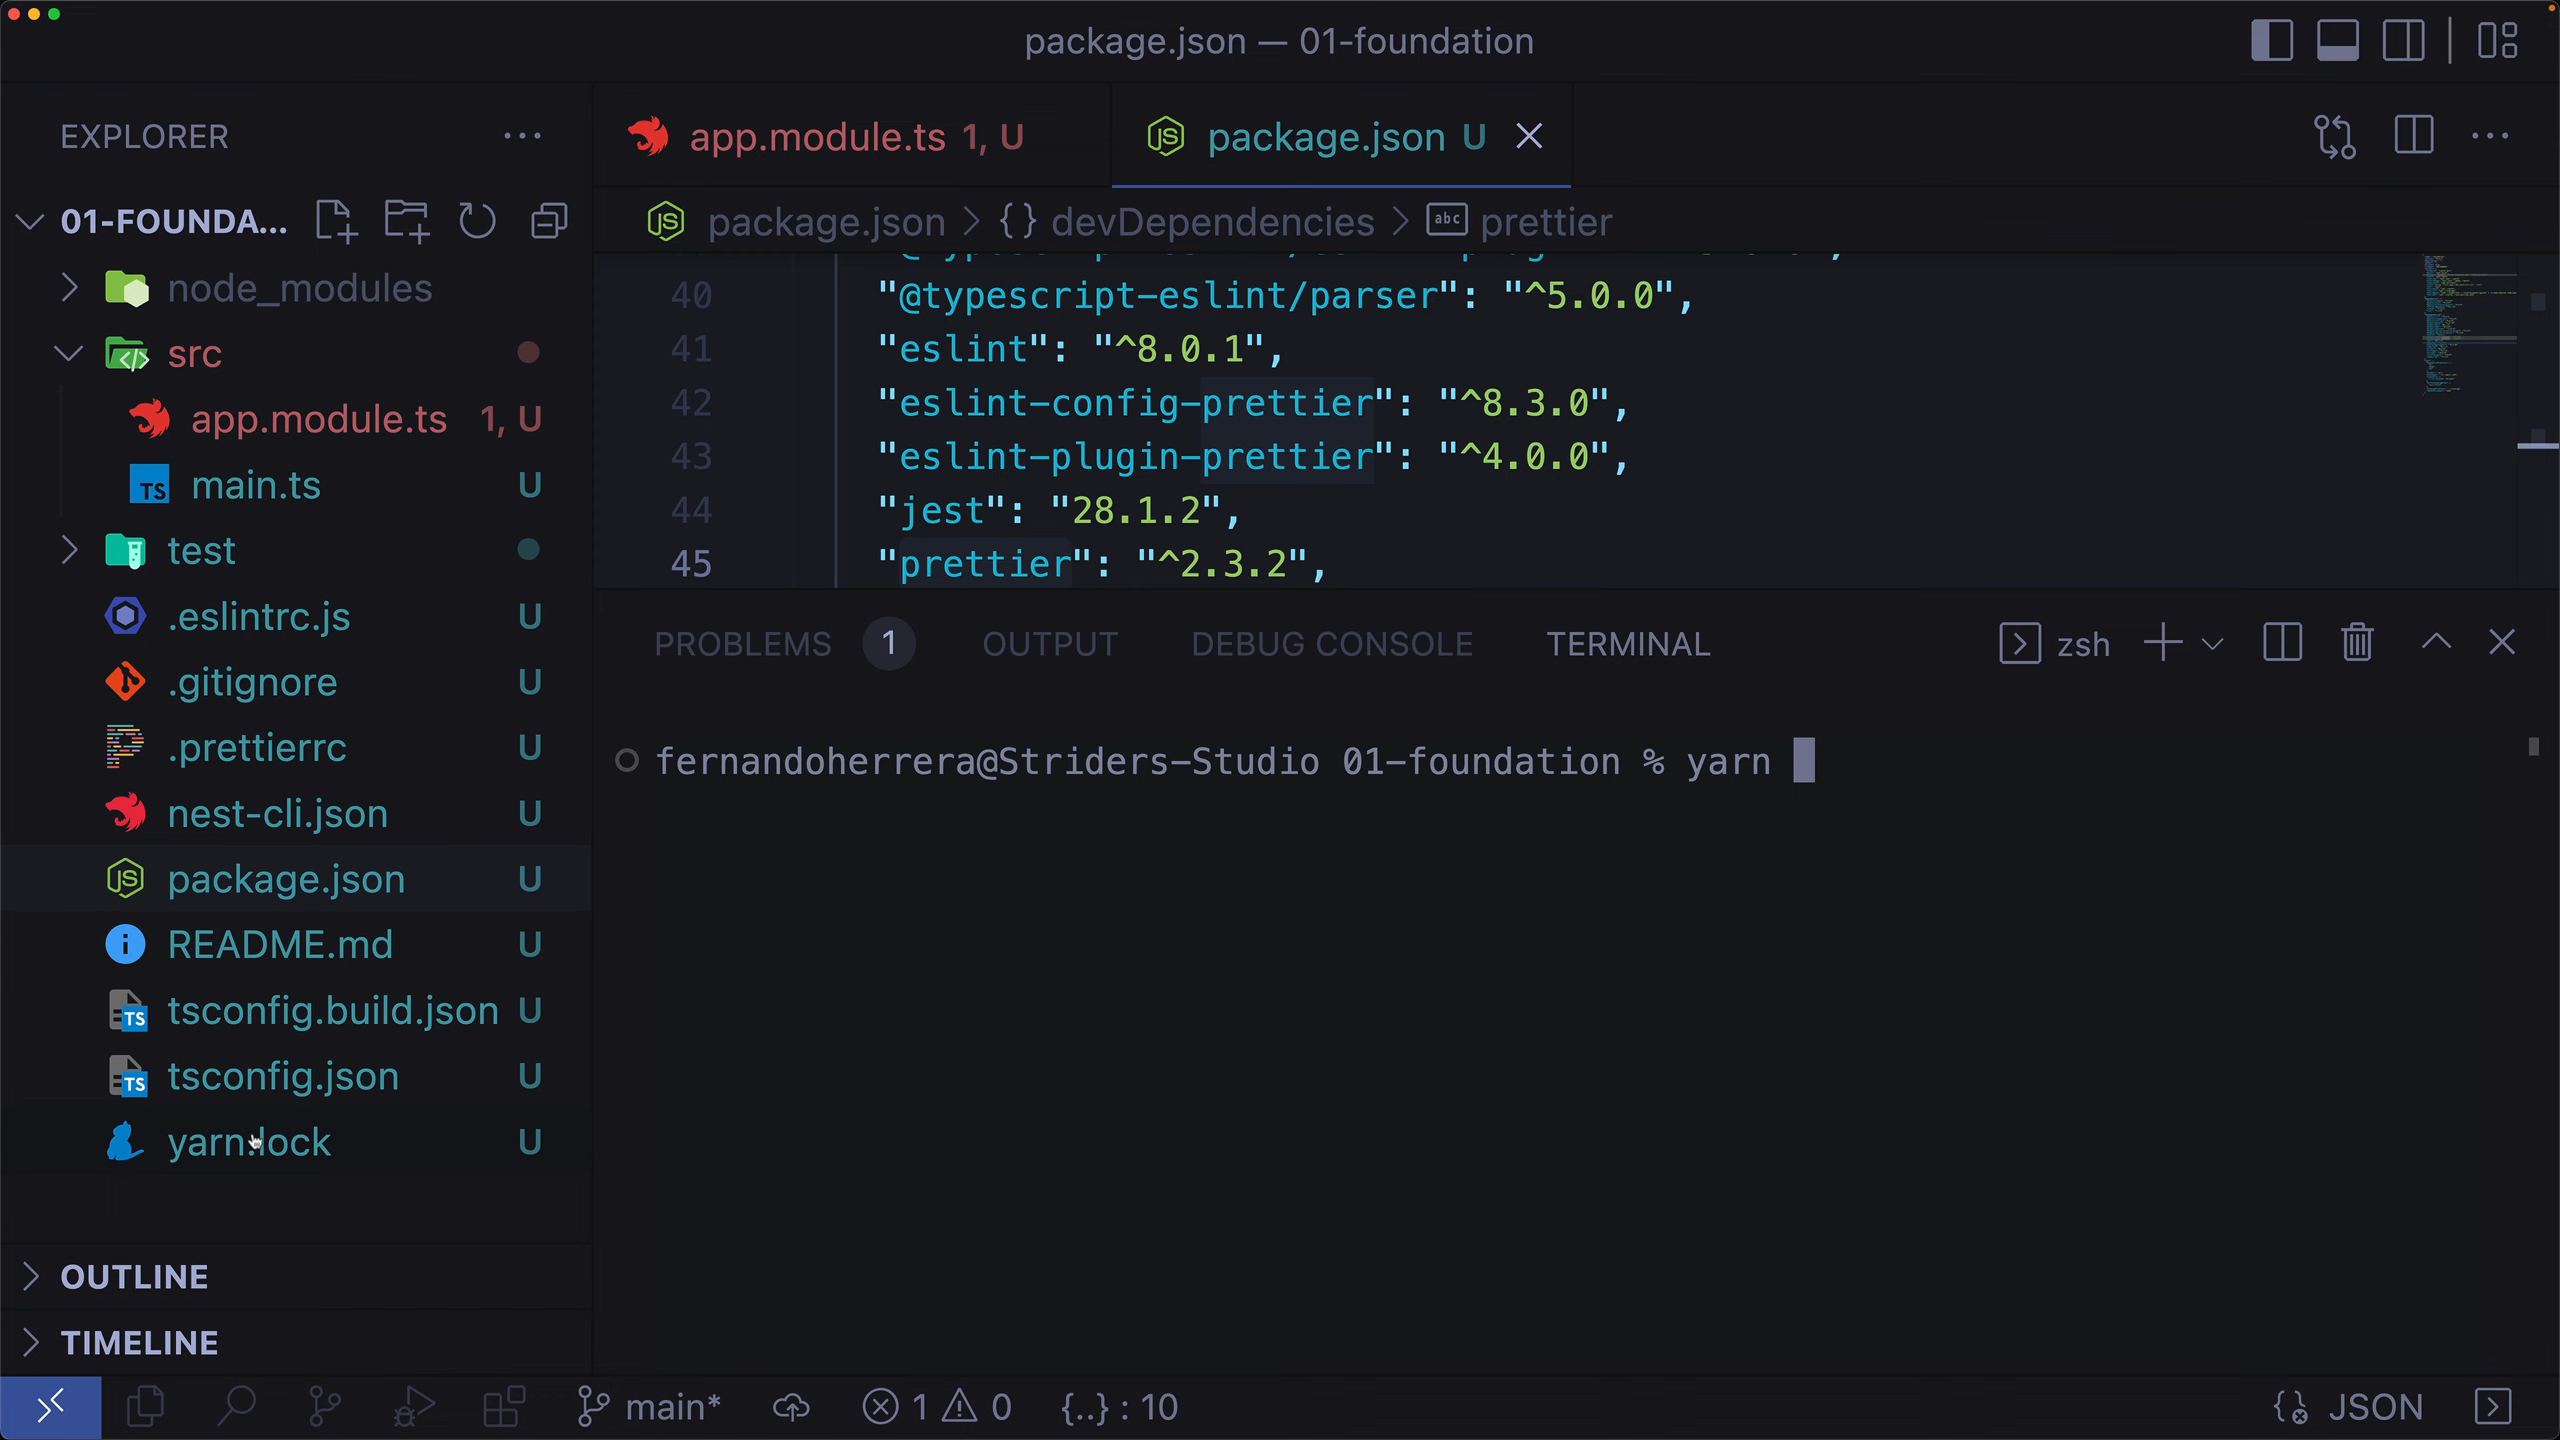 package.json — 01-foundation
EXPLORER
app.module.ts 1, U
package.json U
01-FOUNDA...
package.json > {} devDependencies > abc prettier
node_modules
src
app.module.ts 1, U
main.ts U
test
.eslintrc.js U
.gitignore U
.prettierrc U
nest-cli.json U
package.json U
README.md U
tsconfig.build.json U
tsconfig.json U
yarn.lock U
OUTLINE
TIMELINE
40 "@typescript-eslint/parser": "^5.0.0",
41 "eslint": "^8.0.1",
42 "eslint-config-prettier": "^8.3.0",
43 "eslint-plugin-prettier": "^4.0.0",
44 "jest": "28.1.2",
45 "prettier": "^2.3.2",
PROBLEMS 1 OUTPUT DEBUG CONSOLE TERMINAL zsh
fernandoherrera@Striders-Studio 01-foundation % yarn
main* 1 0 {..} : 10 JSON